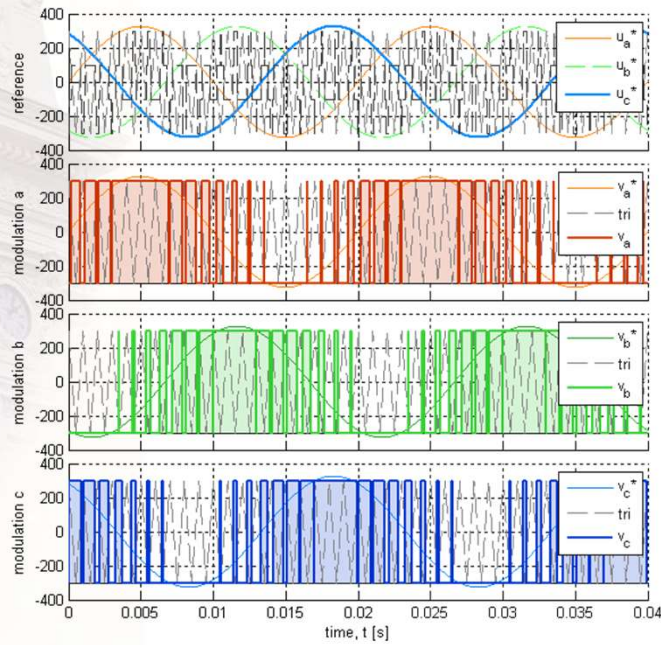 reference
400
200
0
-200
-400
u_a*
u_b*
u_c*
modulation a
400
200
0
-200
-400
v_a*
tri
v_a
modulation b
400
200
0
-200
-400
v_b*
tri
v_b
modulation c
400
200
0
-200
-400
v_c*
tri
v_c
0 0.005 0.01 0.015 0.02 0.025 0.03 0.035 0.04
time, t [s]